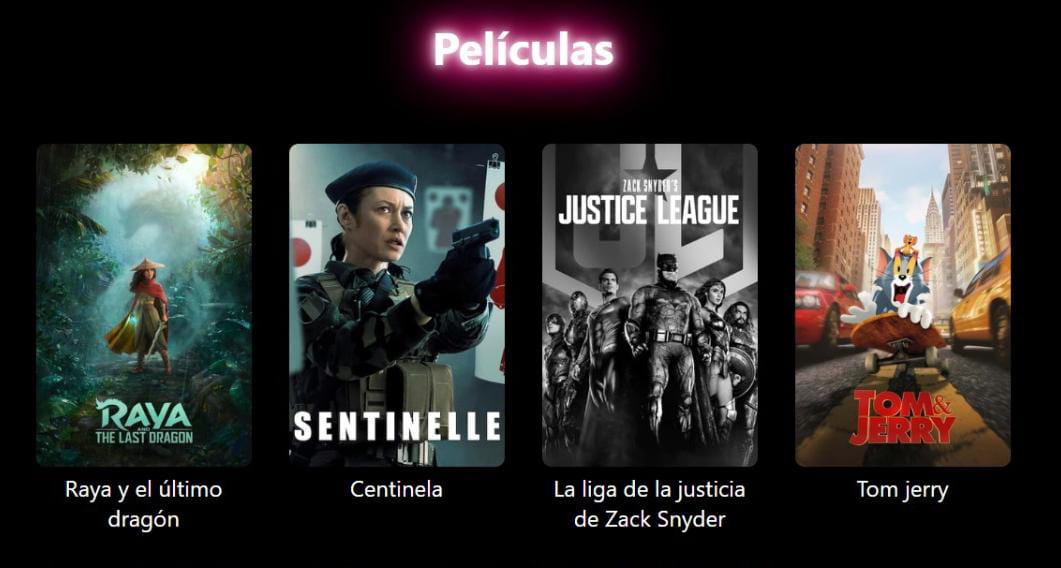 Películas
RAYA
AND
THE LAST DRAGON
SENTINELLE
ZACK SNYDER'S
JUSTICE LEAGUE
TOM&
JERRY
Raya y el último
dragón
Centinela
La liga de la justicia
de Zack Snyder
Tom jerry